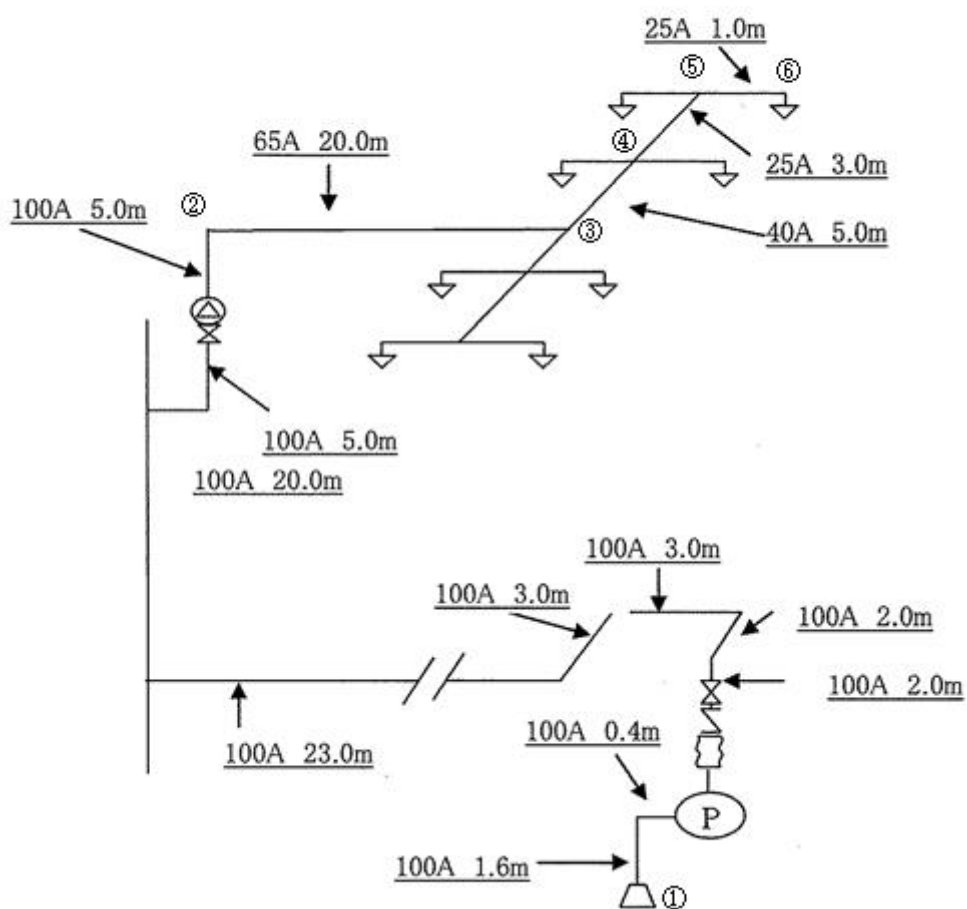 25A 1.0m
⑤
⑥
65A 20.0m
④
25A 3.0m
100A 5.0m
②
③
40A 5.0m
100A 5.0m
100A 20.0m
100A 3.0m
100A 3.0m
100A 2.0m
100A 2.0m
100A 0.4m
100A 23.0m
P
100A 1.6m
①